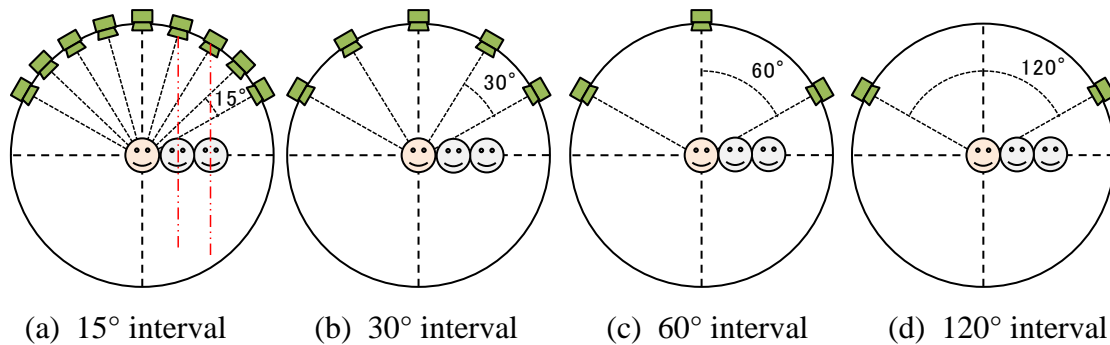 15°
30°
60°
120°
(a) 15° interval
(b) 30° interval
(c) 60° interval
(d) 120° interval